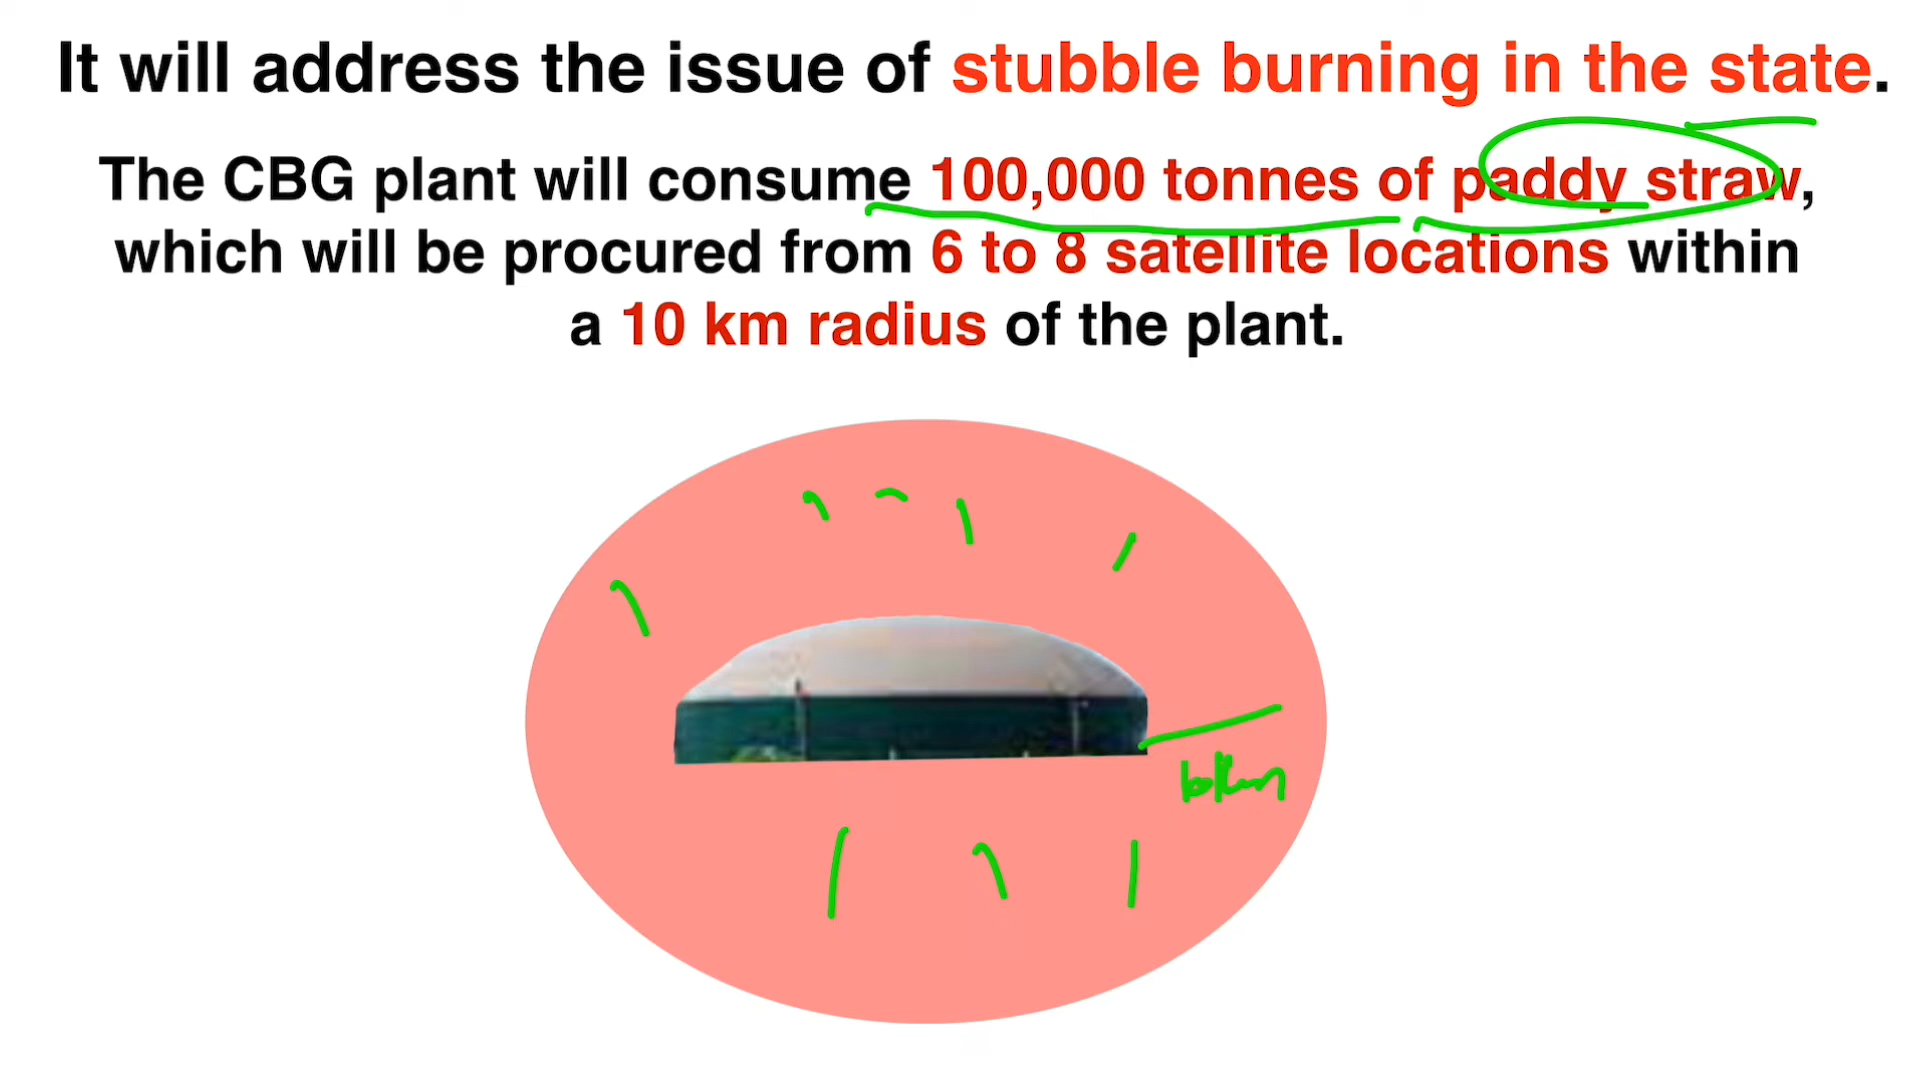 It will address the issue of stubble burning in the state.
The CBG plant will consume 100,000 tonnes of paddy straw,
which will be procured from 6 to 8 satellite locations within
a 10 km radius of the plant.